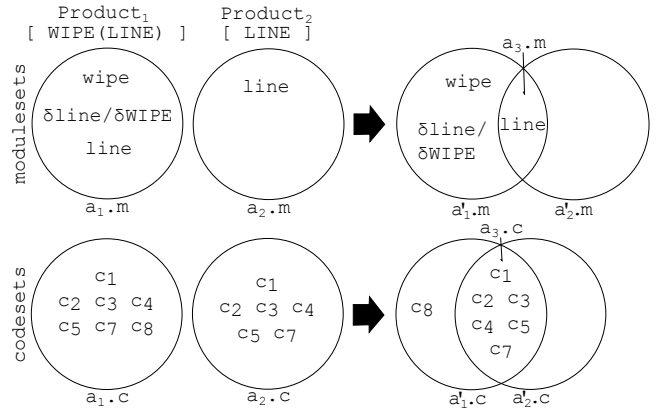 Product₁ Product₂
[ WIPE(LINE) ] [ LINE ]
modulesets
wipe
δline/δWIPE
line
a₁.m
line
a₂.m
a₃.m
wipe
δline/
δWIPE
line
a'₁.m
a'₂.m
codesets
c1
c2 c3 c4
c5 c7 c8
a₁.c
c1
c2 c3 c4
c5 c7
a₂.c
a₃.c
c8
c1
c2 c3
c4 c5
c7
a'₁.c
a'₂.c